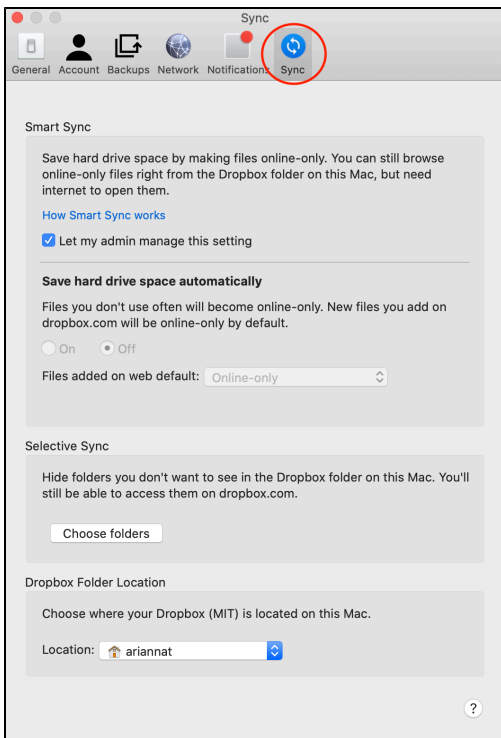 Sync
General Account Backups Network Notifications Sync
Smart Sync
Save hard drive space by making files online-only. You can still browse
online-only files right from the Dropbox folder on this Mac, but need
internet to open them.
How Smart Sync works
Let my admin manage this setting
Save hard drive space automatically
Files you don't use often will become online-only. New files you add on
dropbox.com will be online-only by default.
On Off
Files added on web default: Online-only
Selective Sync
Hide folders you don't want to see in the Dropbox folder on this Mac. You'll
still be able to access them on dropbox.com.
Choose folders
Dropbox Folder Location
Choose where your Dropbox (MIT) is located on this Mac.
Location: ariannat
?